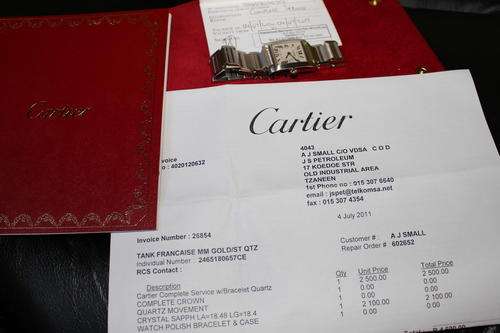 Cartier
Cartier
4043
A J SMALL C/O VDSA C D D
J S PETROLEUM
17 KOEDOE STR
OLD INDUSTRIAL AREA
TZANEEN
1st Phone no : 015 307 6640
email : jspet@telkomsa.net
fax : 015 307 4354
4 July 2011
voice
: 4020120632
Invoice Number : 26854
Customer # : A J SMALL
Repair Order # : 602652
TANK FRANCAISE MM GOLD/ST QTZ
Individual Number : 2465180657CE
RCS Contact :
Description Qty Unit Price Total Price
Cartier Complete Service w/Bracelet Quartz 1 2 500.00 2 500.00
COMPLETE CROWN 1 0.00 0.00
QUARTZ MOVEMENT 1 2 100.00 2 100.00
CRYSTAL SAPPH LA=18.48 LG=18.4 1 0.00 0.00
WATCH POLISH BRACELET & CASE